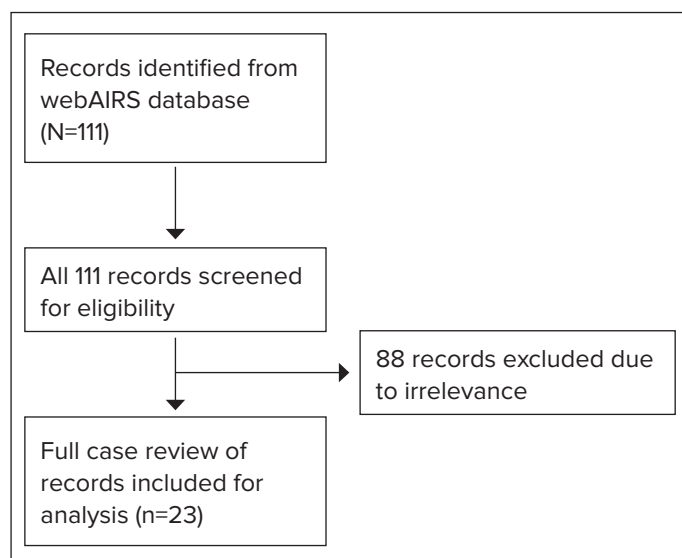 Records identified from
webAIRS database
(N=111)
All 111 records screened
for eligibility
88 records excluded due
to irrelevance
Full case review of
records included for
analysis (n=23)